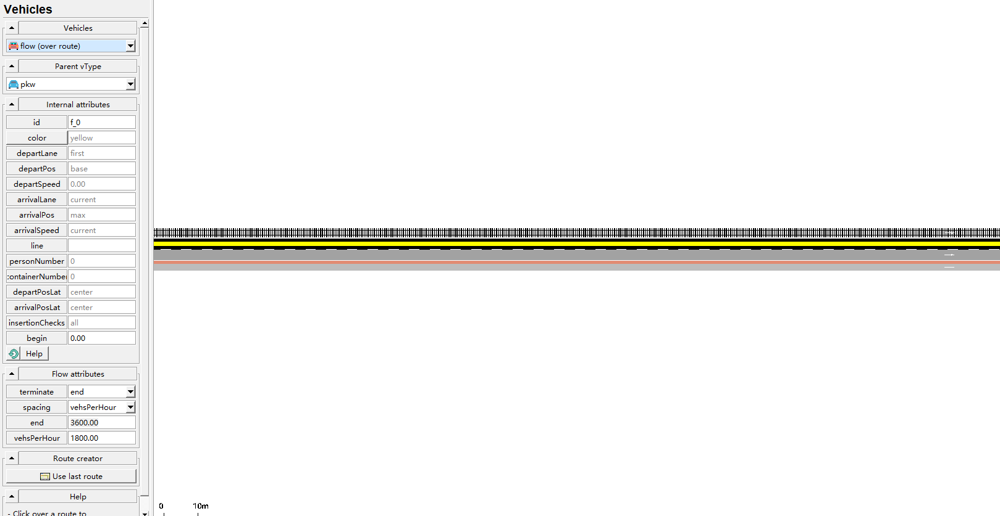 Vehicles
Vehicles
flow (over route)
Parent vType
pkw
Internal attributes
id f_0
color yellow
departLane first
departPos base
departSpeed 0.00
arrivalLane current
arrivalPos max
arrivalSpeed current
line
personNumber 0
containerNumber 0
departPosLat center
arrivalPosLat center
insertionChecks all
begin 0.00
Help
Flow attributes
terminate end
spacing vehsPerHour
end 3600.00
vehsPerHour 1800.00
Route creator
Use last route
Help
- Click over a route to
0 10m